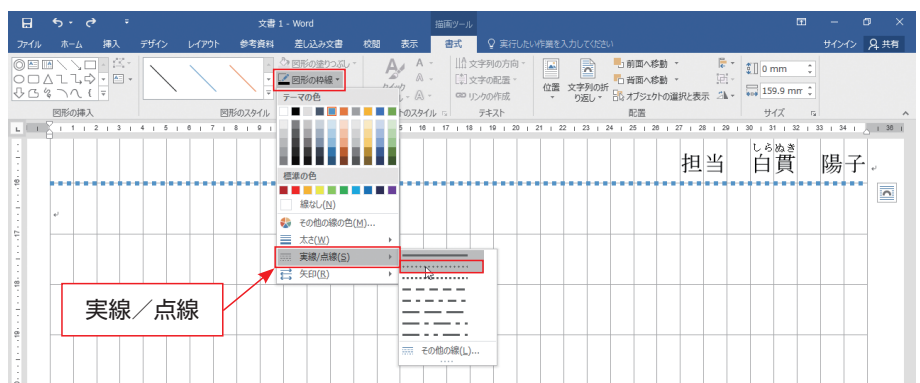 文書 1 - Word
描画ツール
ファイル ホーム 挿入 デザイン レイアウト 参考資料 差し込み文書 校閲 表示 書式 実行したい作業を入力してください サインイン 共有
図形の塗りつぶし
図形の枠線
文字列の方向
文字の配置
リンクの作成
位置
文字列の折り返し
前面へ移動
背面へ移動
オブジェクトの選択と表示
0 mm
159.9 mm
図形の挿入 図形のスタイル テキスト 配置 サイズ
テーマの色
標準の色
線なし(N)
その他の線の色(M)...
太さ(W)
実線/点線(S)
矢印(R)
その他の線(L)...
しらぬき
担当 白貫 陽子
実線／点線